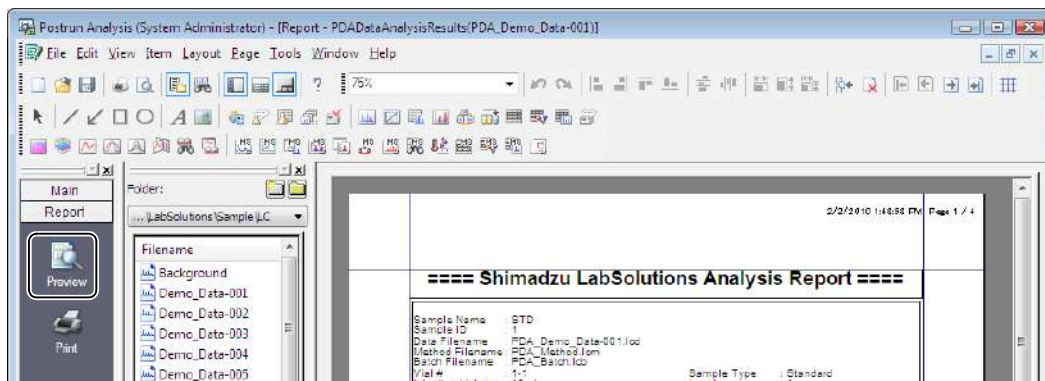 Postrun Analysis (System Administrator) - [Report - PDADataAnalysisResults(PDA_Demo_Data-001)]
File Edit View Item Layout Page Tools Window Help
75%
Main
Report
Preview
Print
Folder:
... \LabSolutions\Sample\LC
Filename
Background
Demo_Data-001
Demo_Data-002
Demo_Data-003
Demo_Data-004
Demo_Data-005
2/2/2010 1:48:58 PM Page 1 / 4
==== Shimadzu LabSolutions Analysis Report ====
Sample Name : STD
Sample ID : 1
Data Filename : PDA_Demo_Data-001.lcd
Method Filename : PDA_Method.lcm
Batch Filename : PDA_Batch.lcb
Vial # : 1-1 Sample Type : Standard